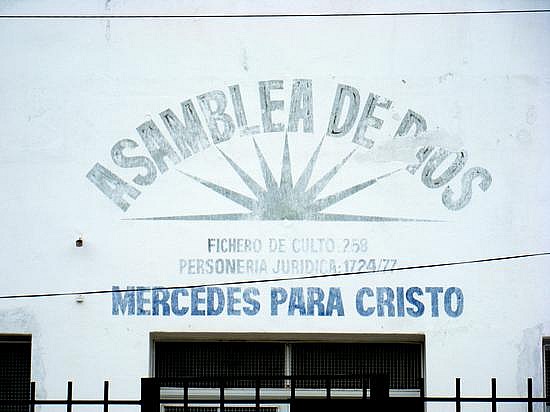 ASAMBLEA DE DIOS
FICHERO DE CULTO: 258
PERSONERIA JURIDICA: 1724/77
MERCEDES PARA CRISTO